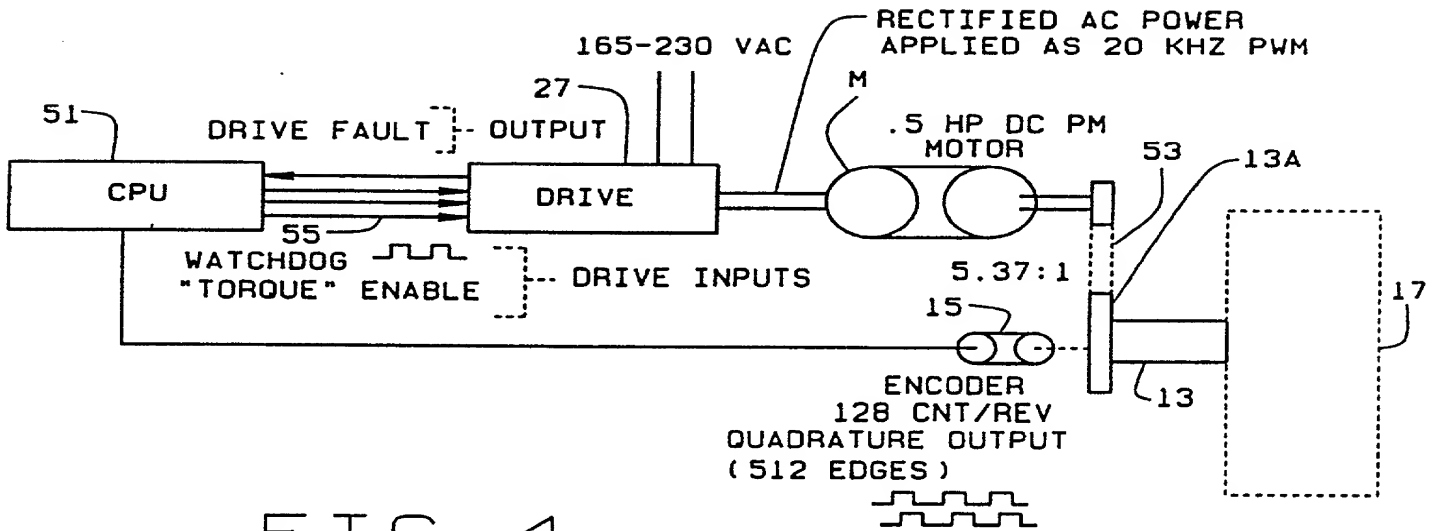 RECTIFIED AC POWER
APPLIED AS 20 KHZ PWM
165-230 VAC
27
M
51
DRIVE FAULT
OUTPUT
.5 HP DC PM
MOTOR
53
13A
CPU
DRIVE
55
WATCHDOG
"TORQUE" ENABLE
DRIVE INPUTS
5.37:1
15
17
13
ENCODER
128 CNT/REV
QUADRATURE OUTPUT
(512 EDGES)